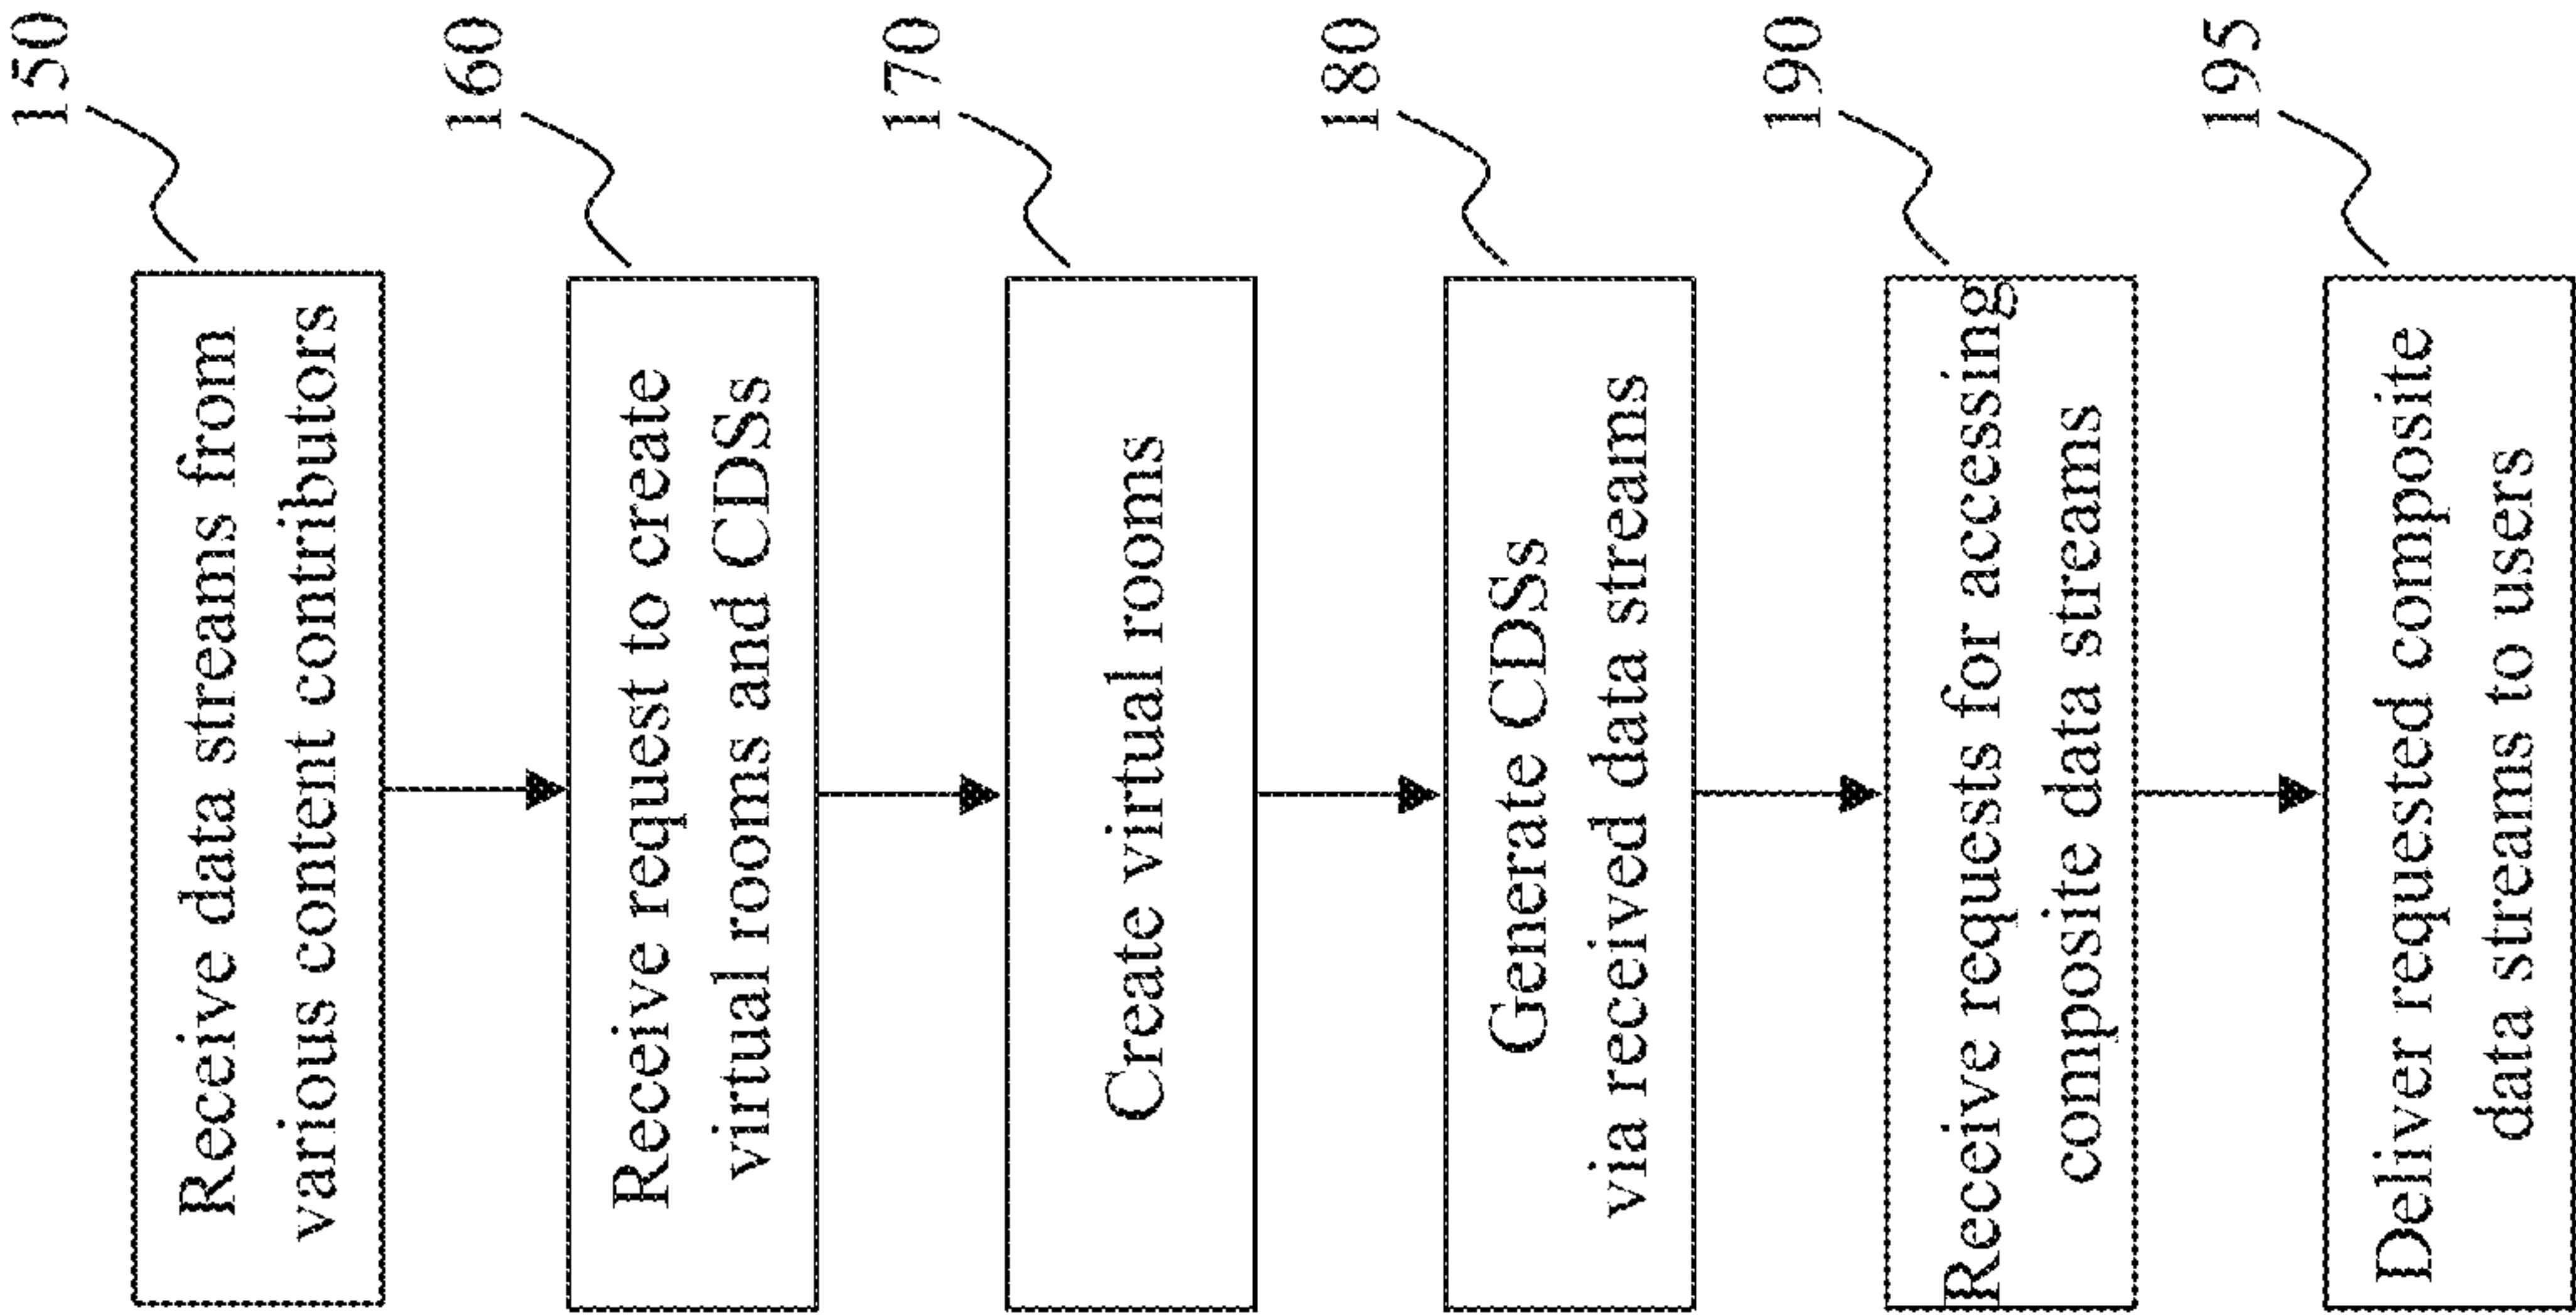 150
Receive data streams from
various content contributors
160
Receive request to create
virtual rooms and CDSs
170
Create virtual rooms
180
Generate CDSs
via received data streams
190
Receive requests for accessing
composite data streams
195
Deliver requested composite
data streams to users